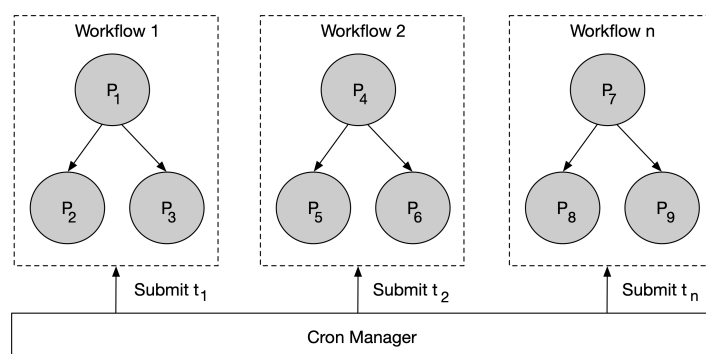 Workflow 1
Workflow 2
Workflow n
P1
P4
P7
P2
P3
P5
P6
P8
P9
Submit t1
Submit t2
Submit tn
Cron Manager